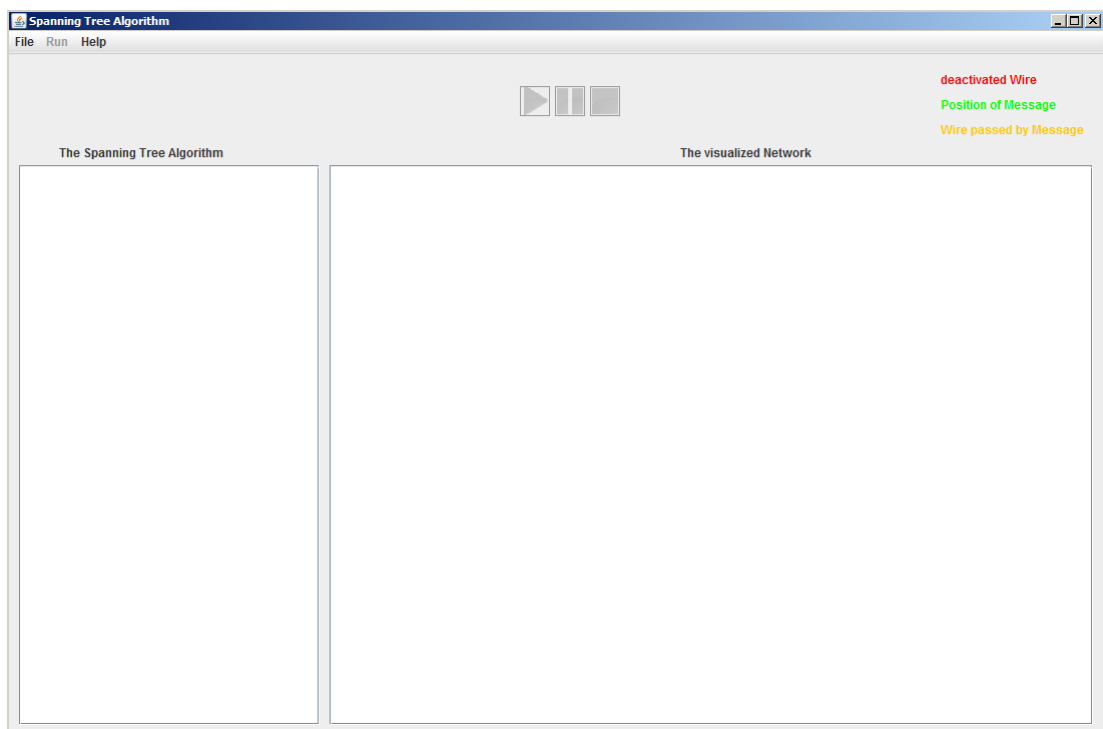 Spanning Tree Algorithm
File Run Help
deactivated Wire
Position of Message
Wire passed by Message
The Spanning Tree Algorithm
The visualized Network